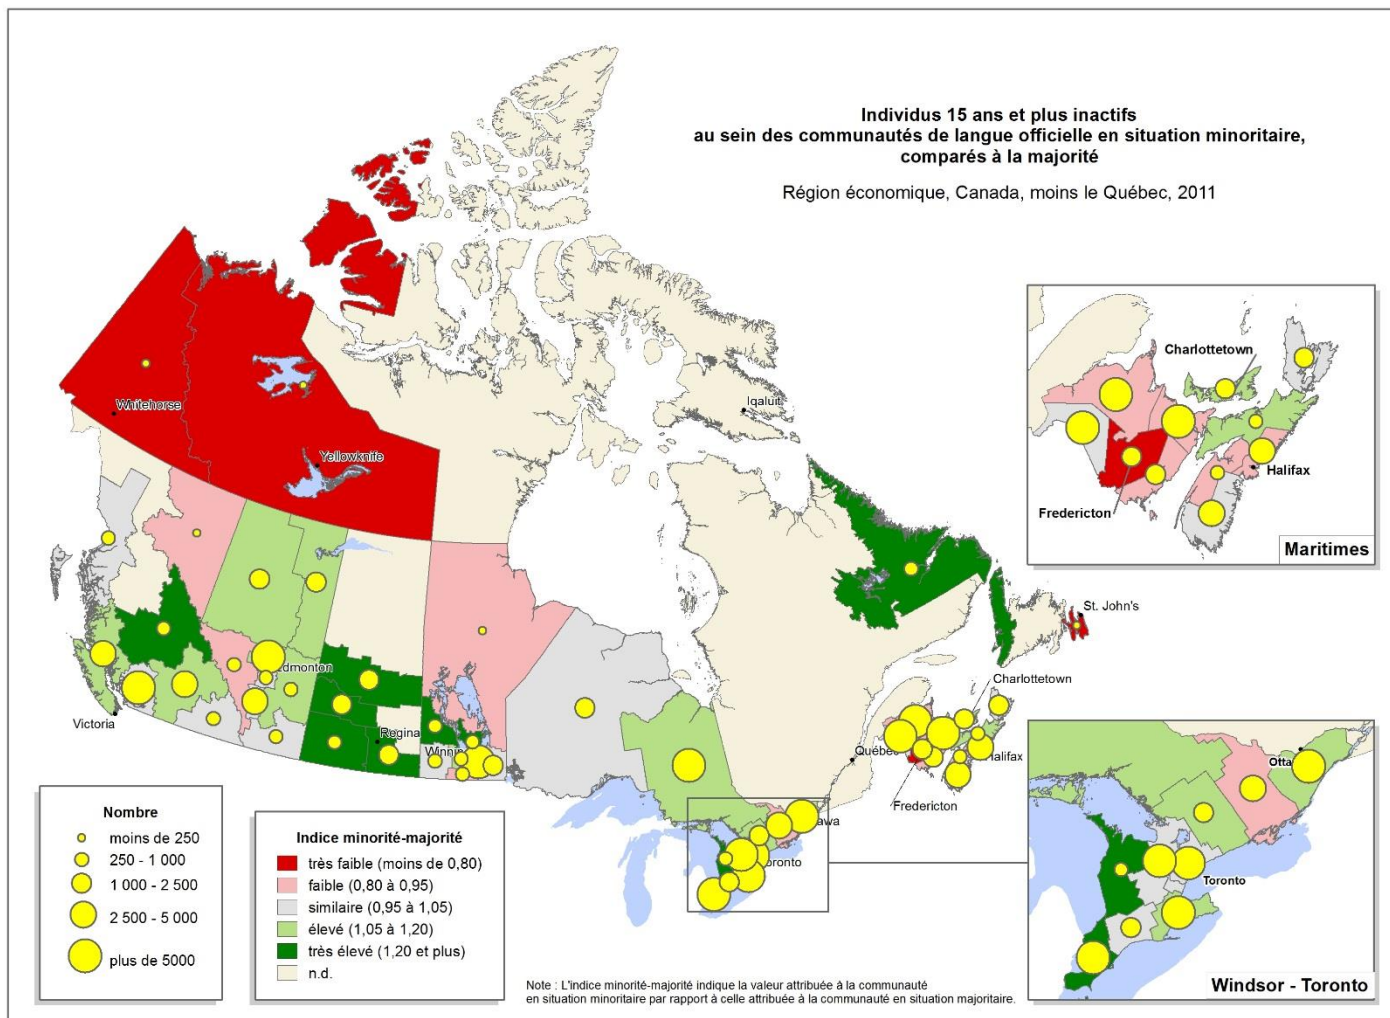 Individus 15 ans et plus inactifs
au sein des communautés de langue officielle en situation minoritaire,
comparés à la majorité
Région économique, Canada, moins le Québec, 2011
Whitehorse
Yellowknife
Iqaluit
Victoria
Edmonton
Regina
Québec
St. John's
Charlottetown
Halifax
Fredericton
Toronto
Charlottetown
Halifax
Fredericton
Maritimes
Toronto
Windsor - Toronto
Nombre
moins de 250
250 - 1 000
1 000 - 2 500
2 500 - 5 000
plus de 5000
Indice minorité-majorité
très faible (moins de 0,80)
faible (0,80 à 0,95)
similaire (0,95 à 1,05)
élevé (1,05 à 1,20)
très élevé (1,20 et plus)
n.d.
Note : L'indice minorité-majorité indique la valeur attribuée à la communauté
en situation minoritaire par rapport à celle attribuée à la communauté en situation majoritaire.